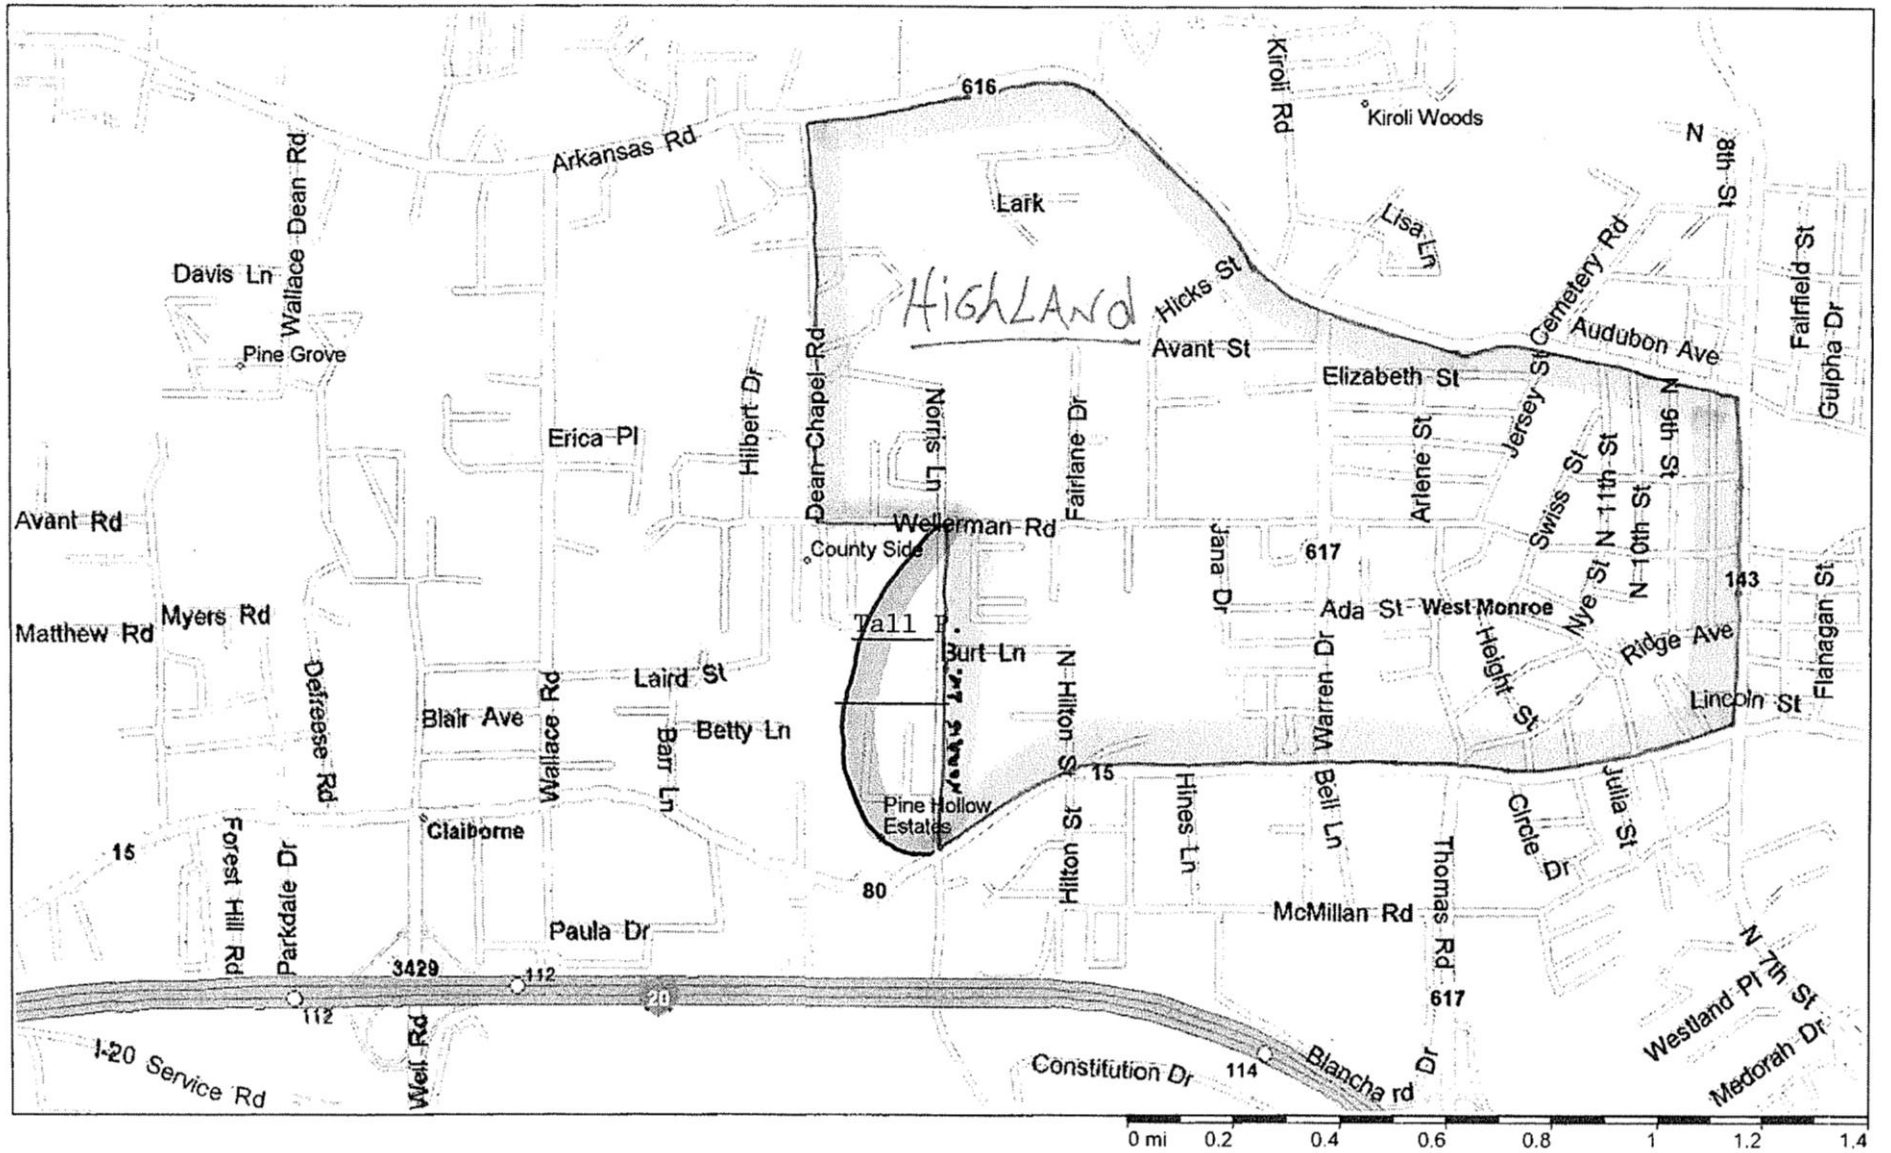 616
Kiroli Rd
Kiroli Woods
N 8th St
Arkansas Rd
Wallace Dean Rd
Lark
Lisa Ln
Cemetery Rd
Fairfield St
Gulpha Dr
Davis Ln
HIGHLAND
Hicks St
Audubon Ave
Pine Grove
Avant St
Elizabeth St
Jersey St
N 9th St
Hilbert Dr
Dean Chapel Rd
Norris Ln
Fairlane Dr
Arlene St
Swiss St
N 11th St
N 10th St
Erica Pl
Avant Rd
Wellerman Rd
County Side
Jana Dr
617
143
Flanagan St
Myers Rd
Matthew Rd
Tall P.
Burt Ln
Ada St
West Monroe
Nye St
Ridge Ave
Height St
Defreese Rd
Wallace Rd
Laird St
Blair Ave
Barr Ln
Betty Ln
Norris Ln.
N Hilton St
Warren Dr
Lincoln St
15
Pine Hollow
Estates
Hines Ln
Bell Ln
Circle Dr
Julia St
Claiborne
15
Forest Hill Rd
Parkdale Dr
80
Hilton St
Thomas Rd
McMillan Rd
Paula Dr
N 7th St
3429
112
20
112
617
Westland Pl
Medorah Dr
I-20 Service Rd
Well Rd
Constitution Dr
114
Blanchard
Dr
0 mi 0.2 0.4 0.6 0.8 1 1.2 1.4